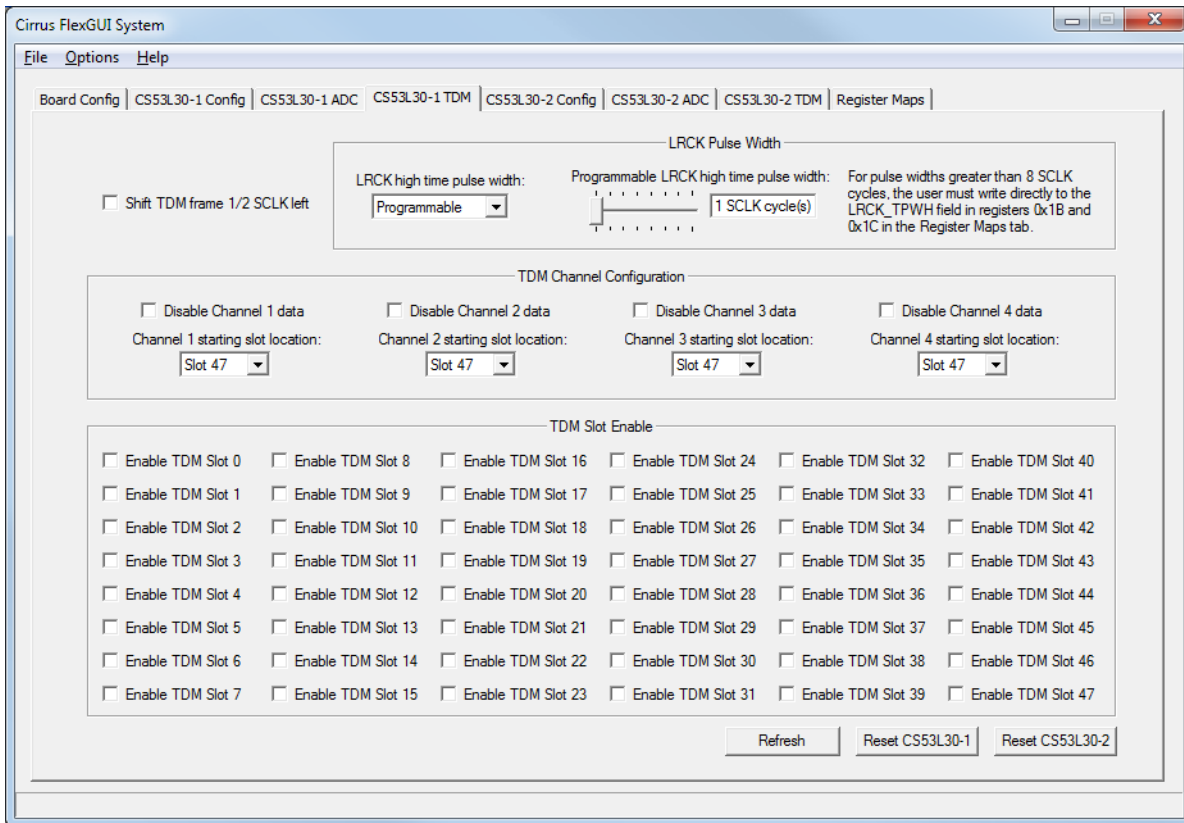 Cirrus FlexGUI System
File Options Help
Board Config CS53L30-1 Config CS53L30-1 ADC CS53L30-1 TDM CS53L30-2 Config CS53L30-2 ADC CS53L30-2 TDM Register Maps
Shift TDM frame 1/2 SCLK left
LRCK Pulse Width
LRCK high time pulse width:
Programmable
Programmable LRCK high time pulse width:
1 SCLK cycle(s)
For pulse widths greater than 8 SCLK
cycles, the user must write directly to the
LRCK_TPWH field in registers 0x1B and
0x1C in the Register Maps tab.
TDM Channel Configuration
Disable Channel 1 data Disable Channel 2 data Disable Channel 3 data Disable Channel 4 data
Channel 1 starting slot location: Channel 2 starting slot location: Channel 3 starting slot location: Channel 4 starting slot location:
Slot 47 Slot 47 Slot 47 Slot 47
TDM Slot Enable
Enable TDM Slot 0 Enable TDM Slot 8 Enable TDM Slot 16 Enable TDM Slot 24 Enable TDM Slot 32 Enable TDM Slot 40
Enable TDM Slot 1 Enable TDM Slot 9 Enable TDM Slot 17 Enable TDM Slot 25 Enable TDM Slot 33 Enable TDM Slot 41
Enable TDM Slot 2 Enable TDM Slot 10 Enable TDM Slot 18 Enable TDM Slot 26 Enable TDM Slot 34 Enable TDM Slot 42
Enable TDM Slot 3 Enable TDM Slot 11 Enable TDM Slot 19 Enable TDM Slot 27 Enable TDM Slot 35 Enable TDM Slot 43
Enable TDM Slot 4 Enable TDM Slot 12 Enable TDM Slot 20 Enable TDM Slot 28 Enable TDM Slot 36 Enable TDM Slot 44
Enable TDM Slot 5 Enable TDM Slot 13 Enable TDM Slot 21 Enable TDM Slot 29 Enable TDM Slot 37 Enable TDM Slot 45
Enable TDM Slot 6 Enable TDM Slot 14 Enable TDM Slot 22 Enable TDM Slot 30 Enable TDM Slot 38 Enable TDM Slot 46
Enable TDM Slot 7 Enable TDM Slot 15 Enable TDM Slot 23 Enable TDM Slot 31 Enable TDM Slot 39 Enable TDM Slot 47
Refresh Reset CS53L30-1 Reset CS53L30-2